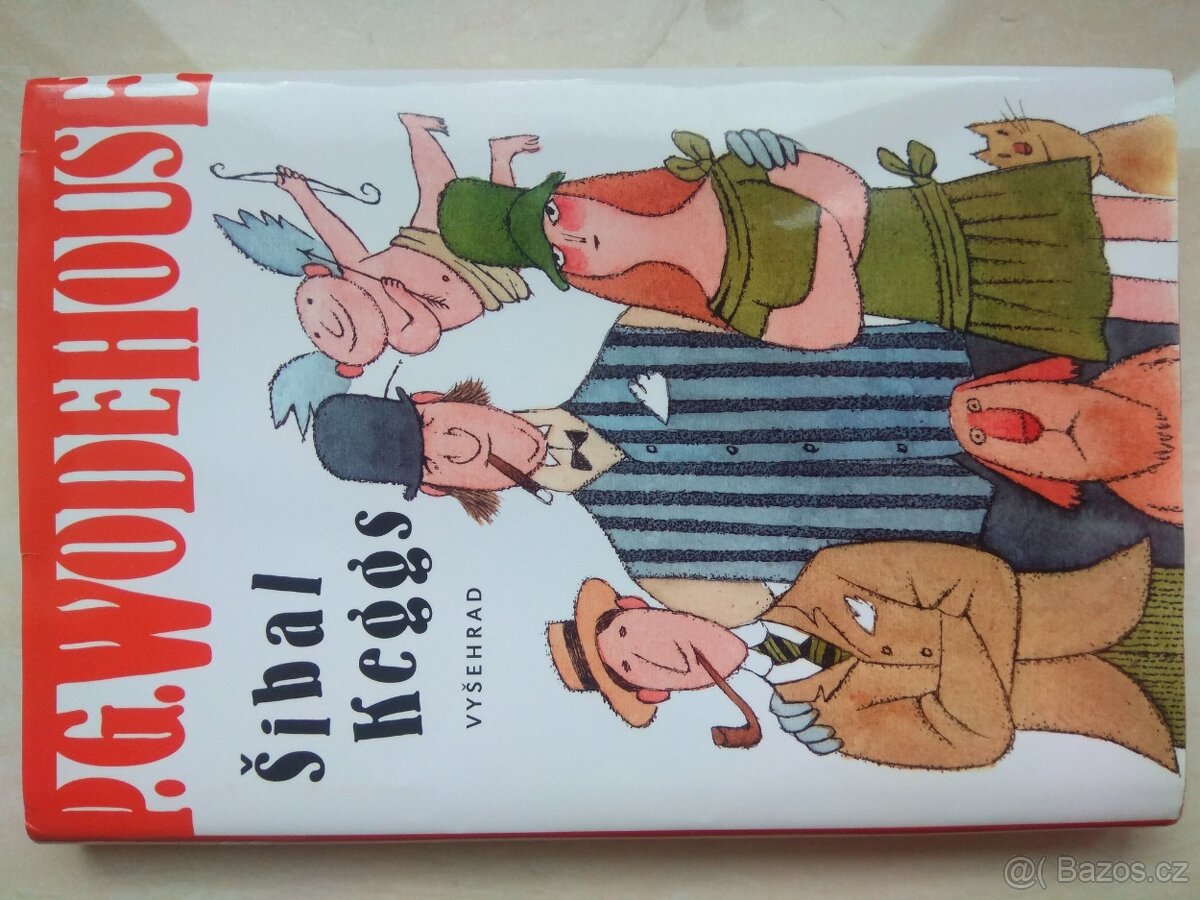 P.G. WODEHOUSE
Šibal
Keggs
VYŠEHRAD
@( Bazos.cz